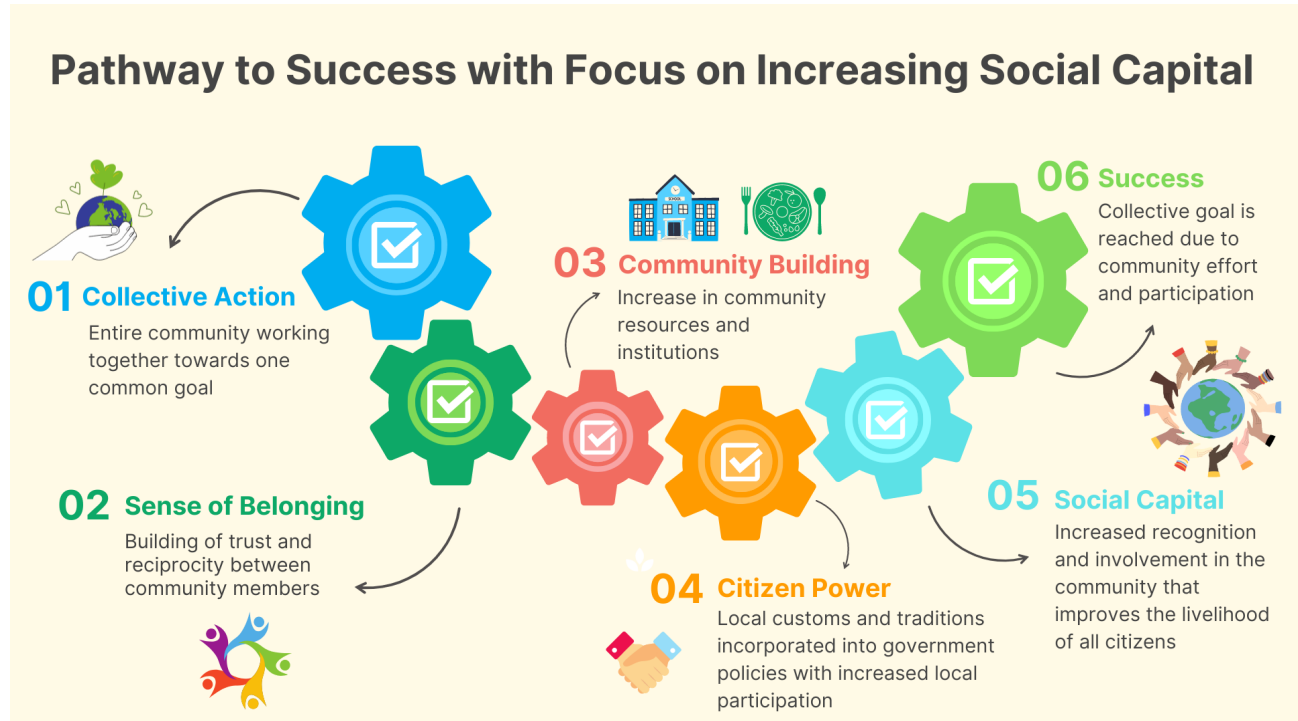 Pathway to Success with Focus on Increasing Social Capital
01 Collective Action
Entire community working
together towards one
common goal
02 Sense of Belonging
Building of trust and
reciprocity between
community members
SCHOOL
03 Community Building
Increase in community
resources and
institutions
04 Citizen Power
Local customs and traditions
incorporated into government
policies with increased local
participation
05 Social Capital
Increased recognition
and involvement in the
community that
improves the livelihood
of all citizens
06 Success
Collective goal is
reached due to
community effort
and participation